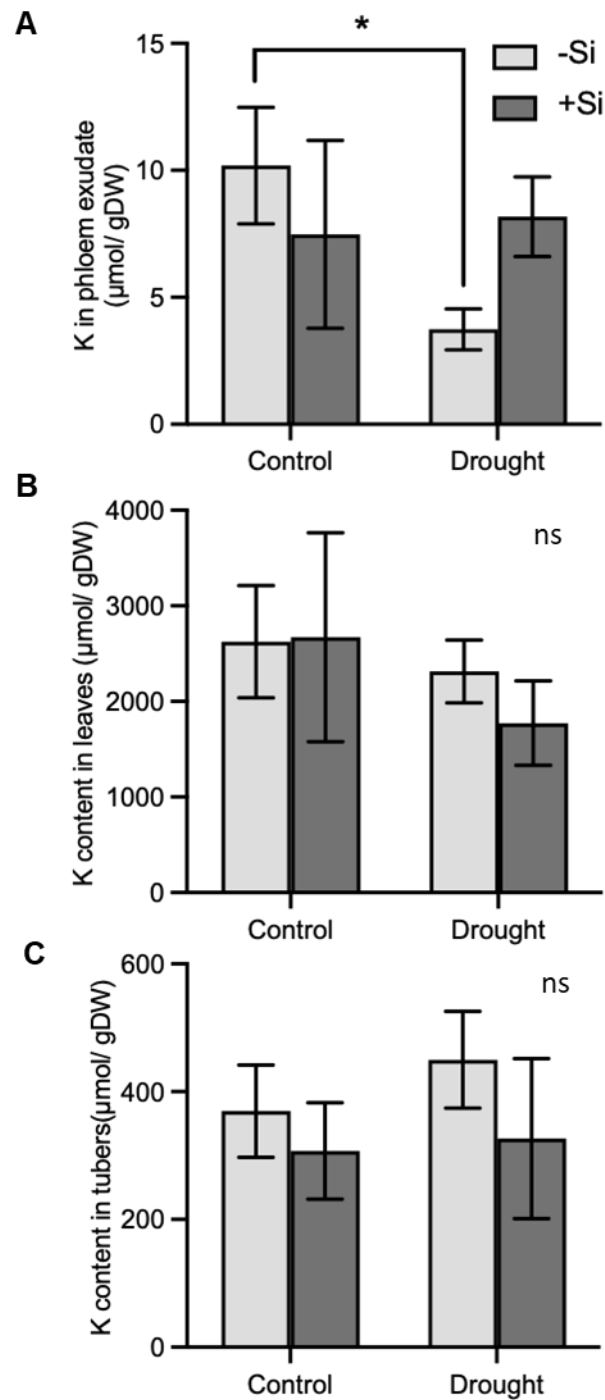 A
K in phloem exudate
(µmol/ gDW)
15
10
5
0
*
-Si
+Si
Control
Drought
B
K content in leaves (µmol/ gDW)
4000
3000
2000
1000
0
ns
Control
Drought
C
K content in tubers(µmol/ gDW)
600
400
200
0
ns
Control
Drought